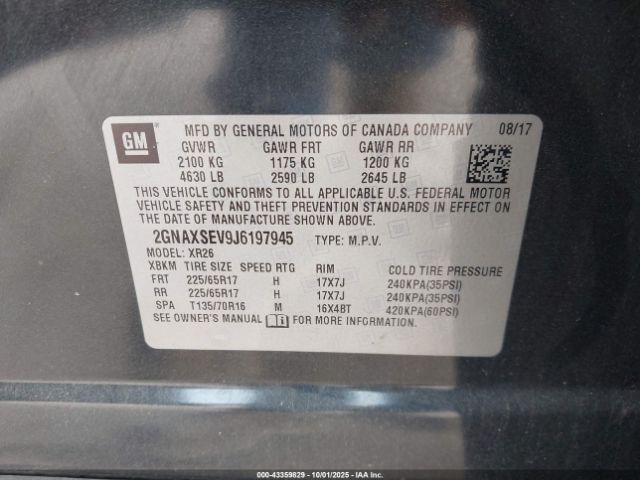 GM
MFD BY GENERAL MOTORS OF CANADA COMPANY 08/17
GVWR GAWR FRT GAWR RR
2100 KG 1175 KG 1200 KG
4630 LB 2590 LB 2645 LB
THIS VEHICLE CONFORMS TO ALL APPLICABLE U.S. FEDERAL MOTOR
VEHICLE SAFETY AND THEFT PREVENTION STANDARDS IN EFFECT ON
THE DATE OF MANUFACTURE SHOWN ABOVE.
2GNAXSEV9J6197945 TYPE: M.P.V.
MODEL: XR26
XBKM TIRE SIZE SPEED RTG RIM COLD TIRE PRESSURE
FRT 225/65R17 H 17X7J 240KPA(35PSI)
RR 225/65R17 H 17X7J 240KPA(35PSI)
SPA T135/70R16 M 16X4BT 420KPA(60PSI)
SEE OWNER'S MANUAL FOR MORE INFORMATION.
00-43359829 | 10/01/2025 | IAAI.COM